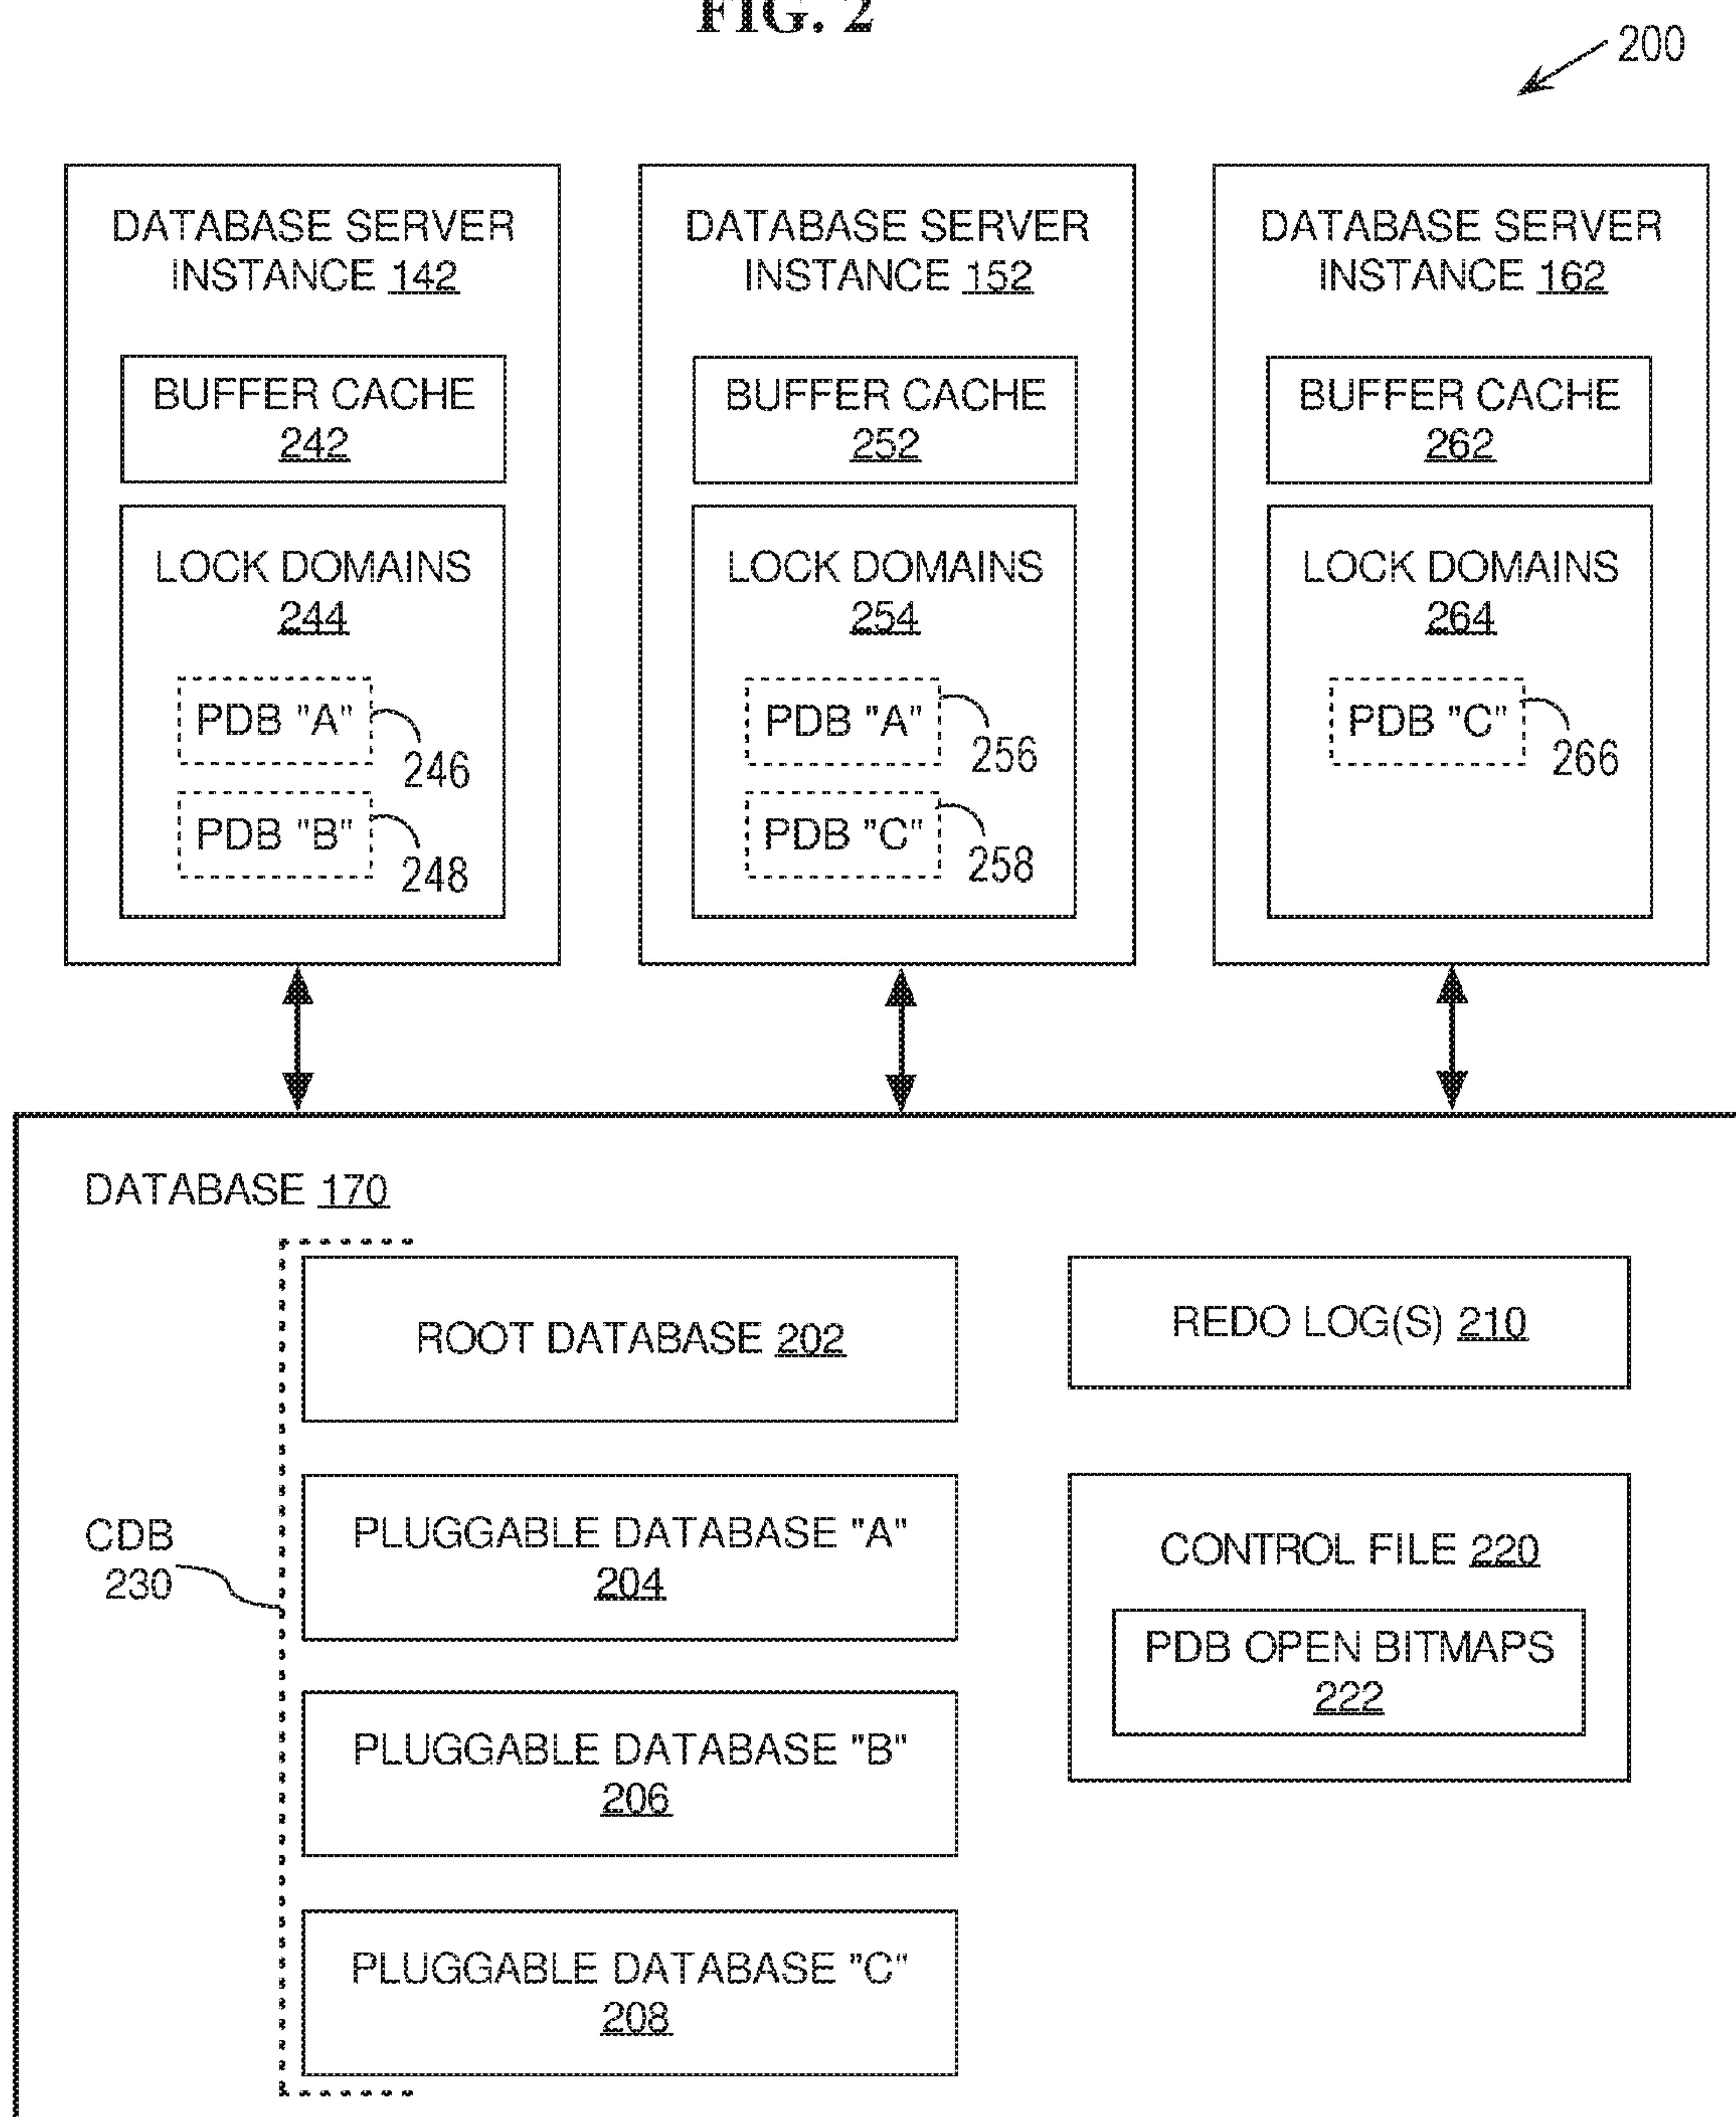 FIG. 2
200
DATABASE SERVER
INSTANCE 142
BUFFER CACHE
242
LOCK DOMAINS
244
PDB "A"
246
PDB "B"
248
DATABASE SERVER
INSTANCE 152
BUFFER CACHE
252
LOCK DOMAINS
254
PDB "A"
256
PDB "C"
258
DATABASE SERVER
INSTANCE 162
BUFFER CACHE
262
LOCK DOMAINS
264
PDB "C"
266
DATABASE 170
CDB
230
ROOT DATABASE 202
PLUGGABLE DATABASE "A"
204
PLUGGABLE DATABASE "B"
206
PLUGGABLE DATABASE "C"
208
REDO LOG(S) 210
CONTROL FILE 220
PDB OPEN BITMAPS
222